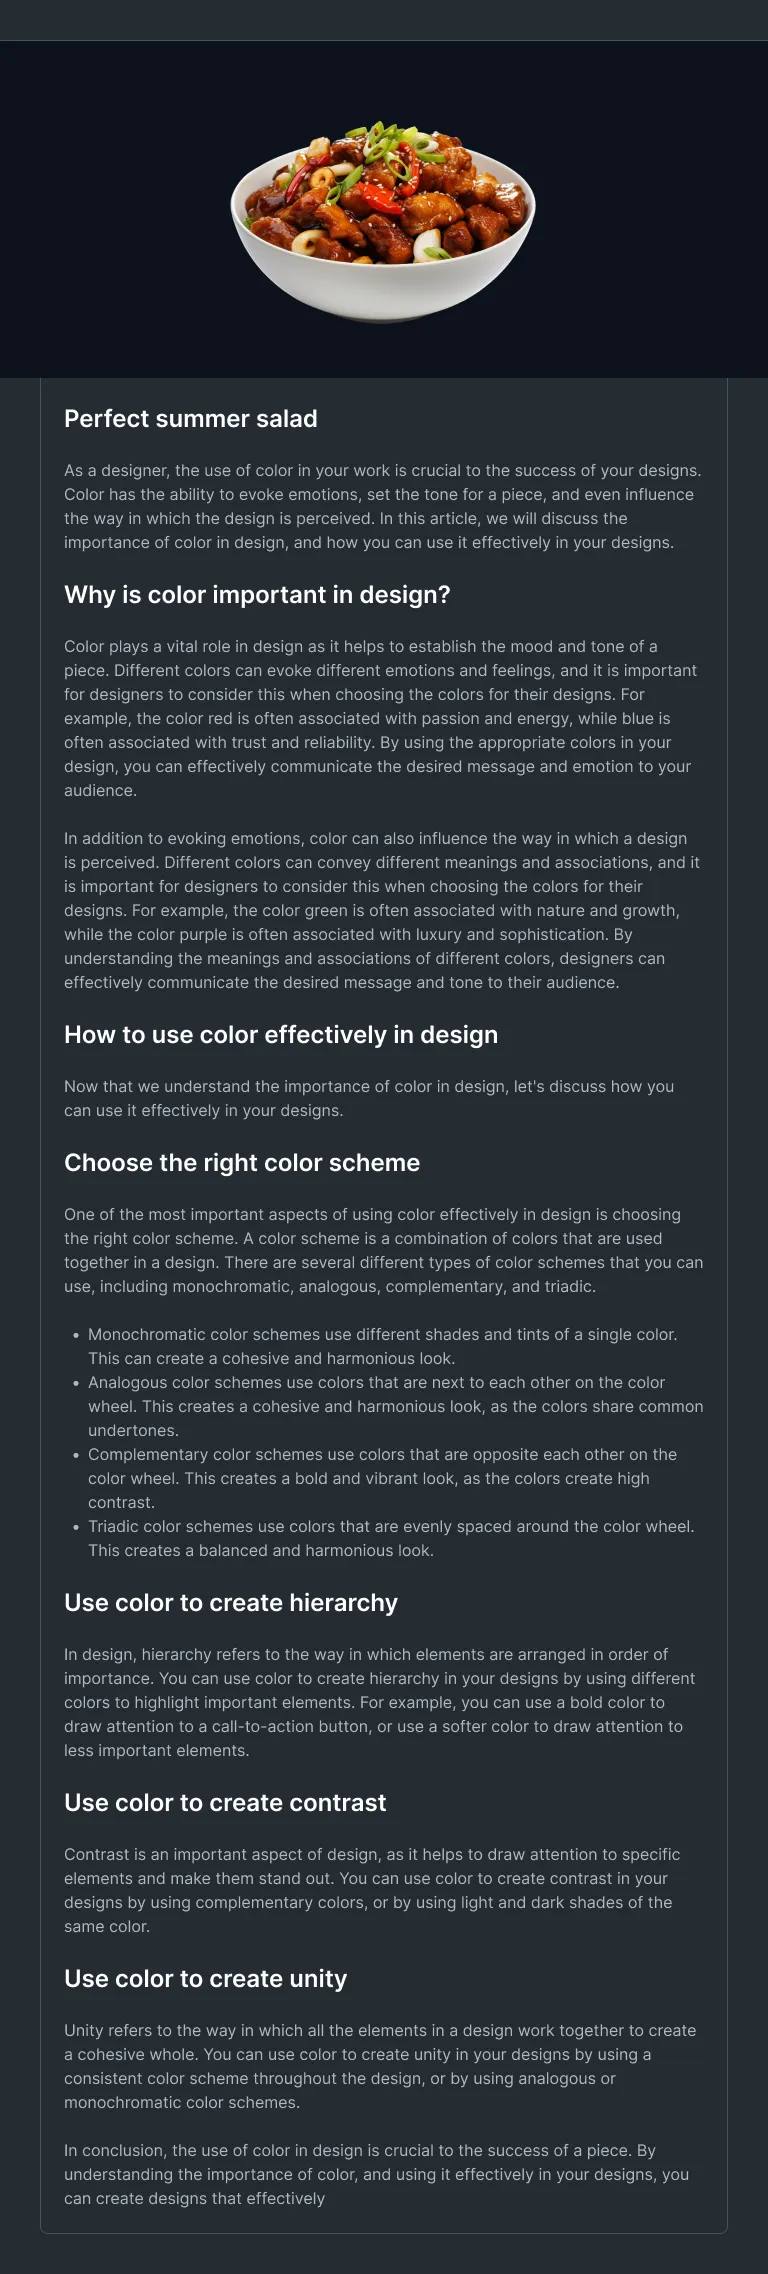 Perfect summer salad
As a designer, the use of color in your work is crucial to the success of your designs.
Color has the ability to evoke emotions, set the tone for a piece, and even influence
the way in which the design is perceived. In this article, we will discuss the
importance of color in design, and how you can use it effectively in your designs.
Why is color important in design?
Color plays a vital role in design as it helps to establish the mood and tone of a
piece. Different colors can evoke different emotions and feelings, and it is important
for designers to consider this when choosing the colors for their designs. For
example, the color red is often associated with passion and energy, while blue is
often associated with trust and reliability. By using the appropriate colors in your
design, you can effectively communicate the desired message and emotion to your
audience.
In addition to evoking emotions, color can also influence the way in which a design
is perceived. Different colors can convey different meanings and associations, and it
is important for designers to consider this when choosing the colors for their
designs. For example, the color green is often associated with nature and growth,
while the color purple is often associated with luxury and sophistication. By
understanding the meanings and associations of different colors, designers can
effectively communicate the desired message and tone to their audience.
How to use color effectively in design
Now that we understand the importance of color in design, let's discuss how you
can use it effectively in your designs.
Choose the right color scheme
One of the most important aspects of using color effectively in design is choosing
the right color scheme. A color scheme is a combination of colors that are used
together in a design. There are several different types of color schemes that you can
use, including monochromatic, analogous, complementary, and triadic.
• Monochromatic color schemes use different shades and tints of a single color.
This can create a cohesive and harmonious look.
• Analogous color schemes use colors that are next to each other on the color
wheel. This creates a cohesive and harmonious look, as the colors share common
undertones.
• Complementary color schemes use colors that are opposite each other on the
color wheel. This creates a bold and vibrant look, as the colors create high
contrast.
• Triadic color schemes use colors that are evenly spaced around the color wheel.
This creates a balanced and harmonious look.
Use color to create hierarchy
In design, hierarchy refers to the way in which elements are arranged in order of
importance. You can use color to create hierarchy in your designs by using different
colors to highlight important elements. For example, you can use a bold color to
draw attention to a call-to-action button, or use a softer color to draw attention to
less important elements.
Use color to create contrast
Contrast is an important aspect of design, as it helps to draw attention to specific
elements and make them stand out. You can use color to create contrast in your
designs by using complementary colors, or by using light and dark shades of the
same color.
Use color to create unity
Unity refers to the way in which all the elements in a design work together to create
a cohesive whole. You can use color to create unity in your designs by using a
consistent color scheme throughout the design, or by using analogous or
monochromatic color schemes.
In conclusion, the use of color in design is crucial to the success of a piece. By
understanding the importance of color, and using it effectively in your designs, you
can create designs that effectively